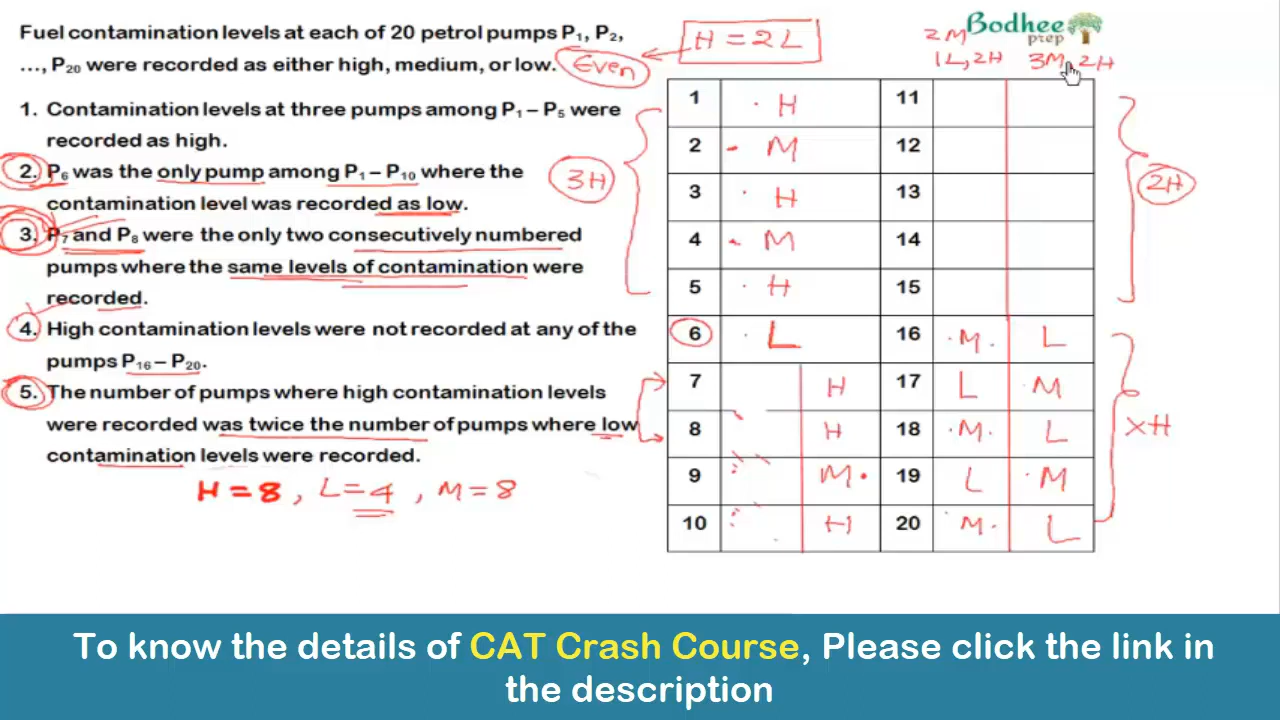 Fuel contamination levels at each of 20 petrol pumps P1, P2,
…, P20 were recorded as either high, medium, or low.
Even
H = 2L
2M
1L, 2H
3M, 2H
Bodhee
prep
1. Contamination levels at three pumps among P1 – P5 were
recorded as high.
2. P6 was the only pump among P1 – P10 where the
contamination level was recorded as low.
3. P7 and P8 were the only two consecutively numbered
pumps where the same levels of contamination were
recorded.
4. High contamination levels were not recorded at any of the
pumps P16 – P20.
5. The number of pumps where high contamination levels
were recorded was twice the number of pumps where low
contamination levels were recorded.
H = 8, L = 4, M = 8
3H
2H
XH
1 H 11
2 M 12
3 H 13
4 M 14
5 H 15
6 L 16 M L
7 H 17 L M
8 H 18 M L
9 M 19 L M
10 H 20 M L
To know the details of CAT Crash Course, Please click the link in
the description